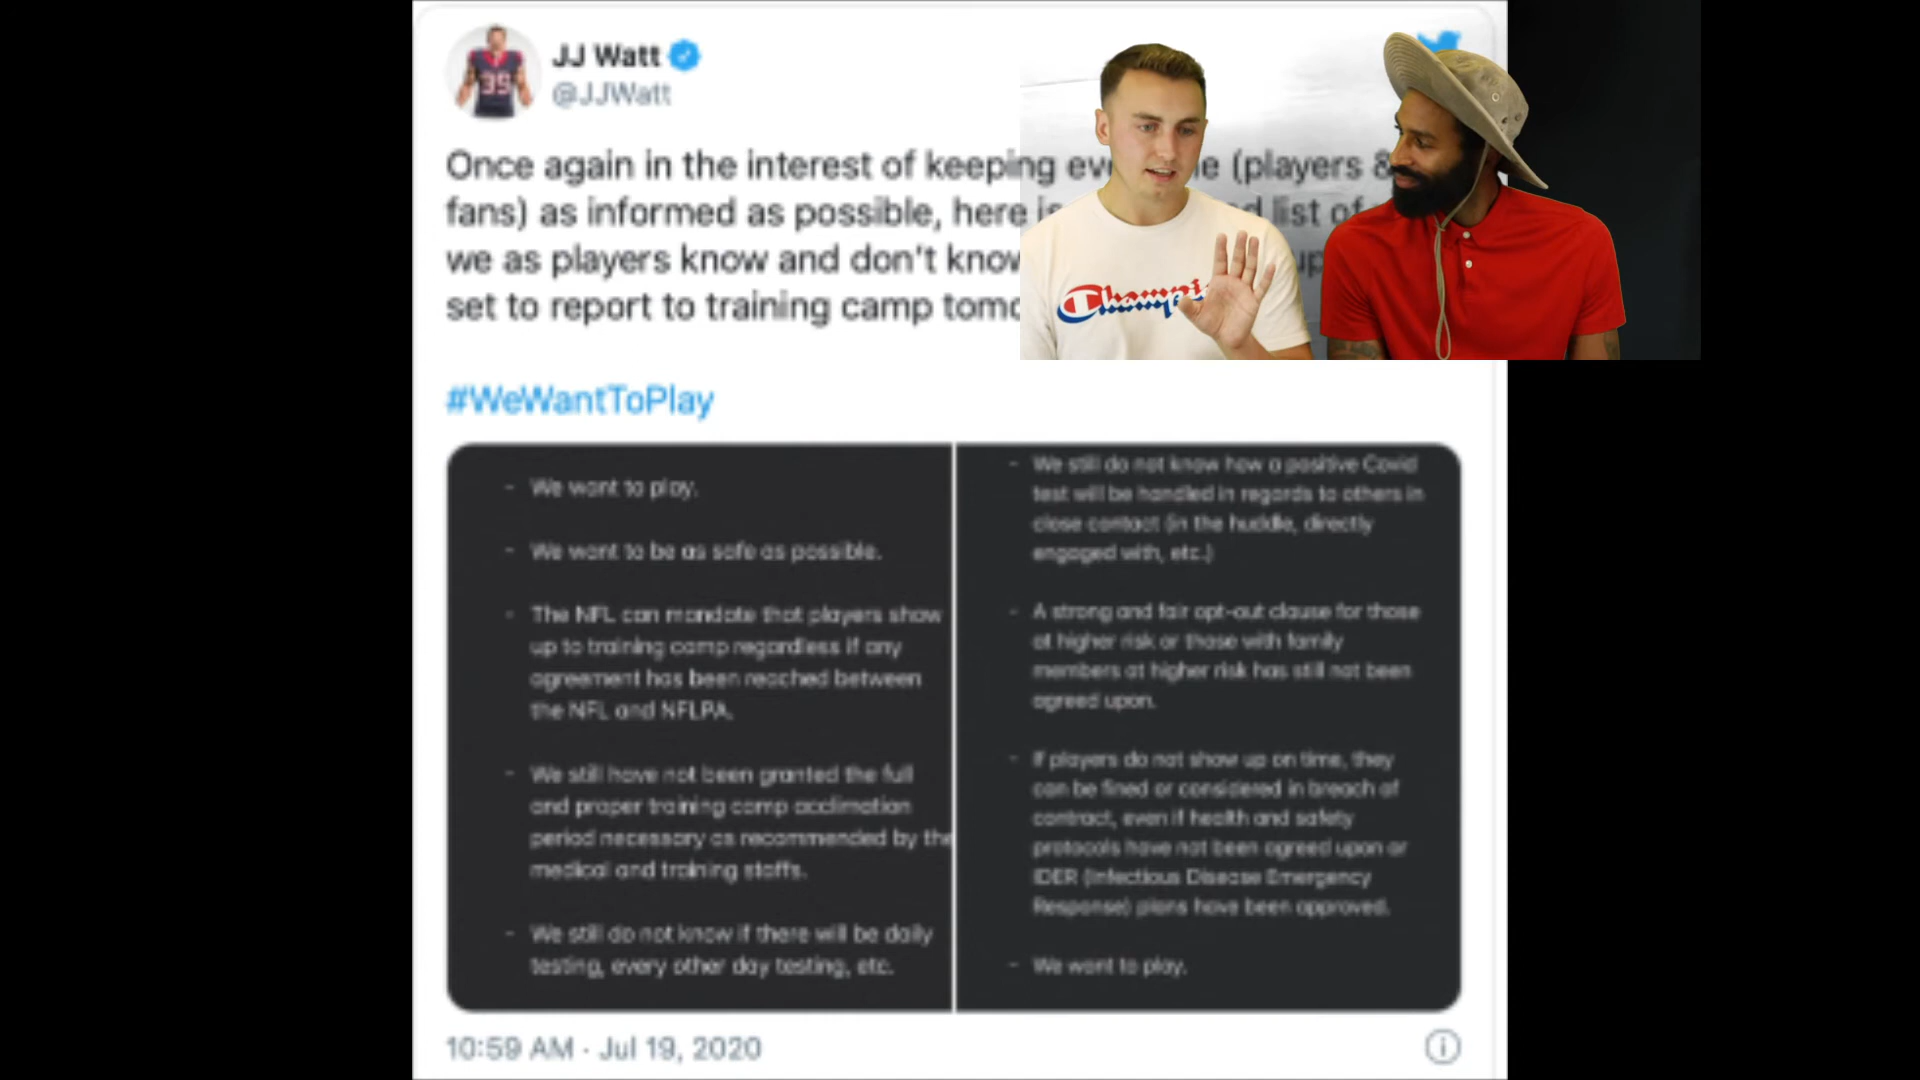 JJ Watt
@JJWatt
Once again in the interest of keeping e (players &
fans) as informed as possible, here list of
we as players know and don't know
set to report to training camp
#WeWantToPlay
39
Champi
- We want to play.
- We want to be as safe as possible.
- The NFL can mandate that players show
up to training camp regardless if any
agreement has been reached between
the NFL and NFLPA.
- We still have not been granted the full
and proper training camp acclimation
period necessary as recommended by the
medical and training staffs.
- We still do not know if there will be daily
testing, every other day testing, etc.
- We still do not know how a positive Covid
test will be handled in regards to others in
close contact (in the huddle, directly
engaged with, etc.)
- A strong and fair opt-out clause for those
at higher risk or those with family
members at higher risk has still not been
agreed upon.
- If players do not show up on time, they
can be fined or considered in breach of
contract, even if health and safety
protocols have not been agreed upon or
IDER (Infectious Disease Emergency
Response) plans have been approved.
- We want to play.
10:59 AM · Jul 19, 2020